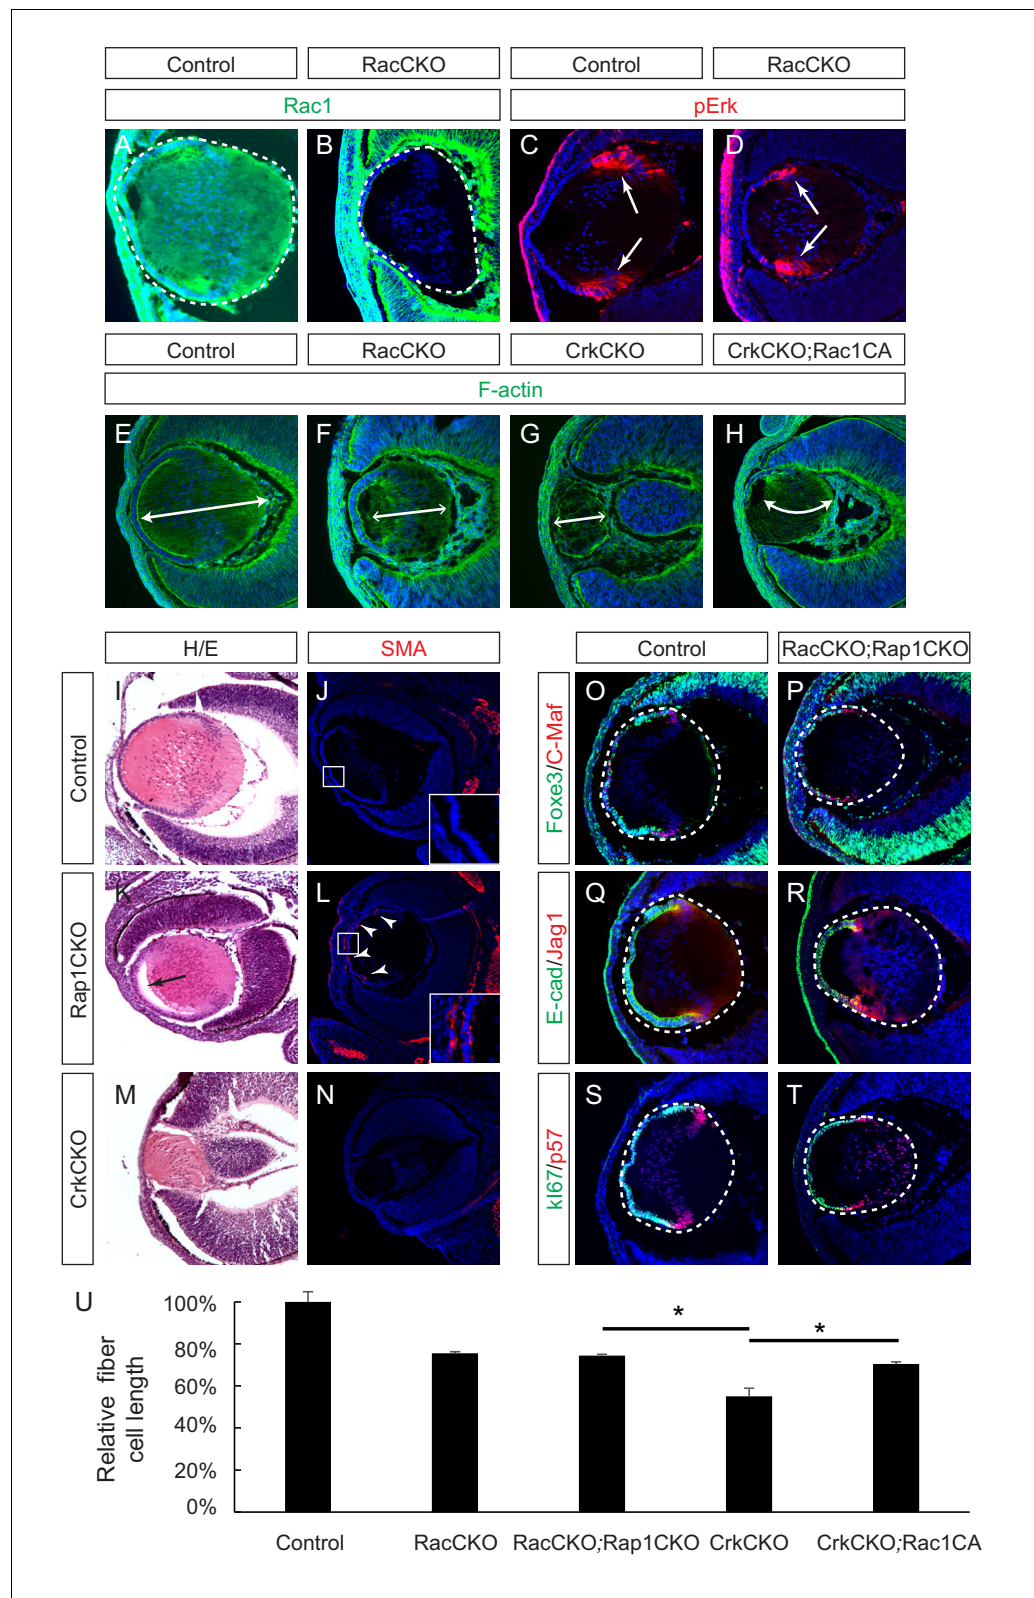 Control RacCKO Control RacCKO
Rac1 pErk
A B C D
Control RacCKO CrkCKO CrkCKO;Rac1CA
F-actin
E F G H
H/E SMA Control RacCKO;Rap1CKO
Control I J Foxe3/C-Maf O P
Rap1CKO K L E-cad/Jag1 Q R
CrkCKO M N kI67/p57 S T
U
Relative fiber
cell length
100%
80%
60%
40%
20%
0%
* *
Control RacCKO RacCKO;Rap1CKO CrkCKO CrkCKO;Rac1CA